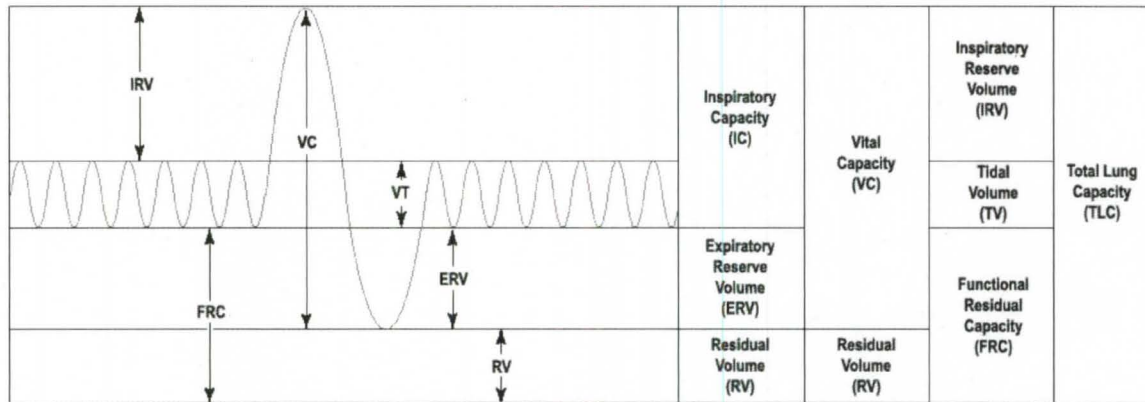 IRV
VC
VT
ERV
FRC
RV
Inspiratory
Capacity
(IC)
Expiratory
Reserve
Volume
(ERV)
Residual
Volume
(RV)
Vital
Capacity
(VC)
Residual
Volume
(RV)
Inspiratory
Reserve
Volume
(IRV)
Tidal
Volume
(TV)
Functional
Residual
Capacity
(FRC)
Total Lung
Capacity
(TLC)